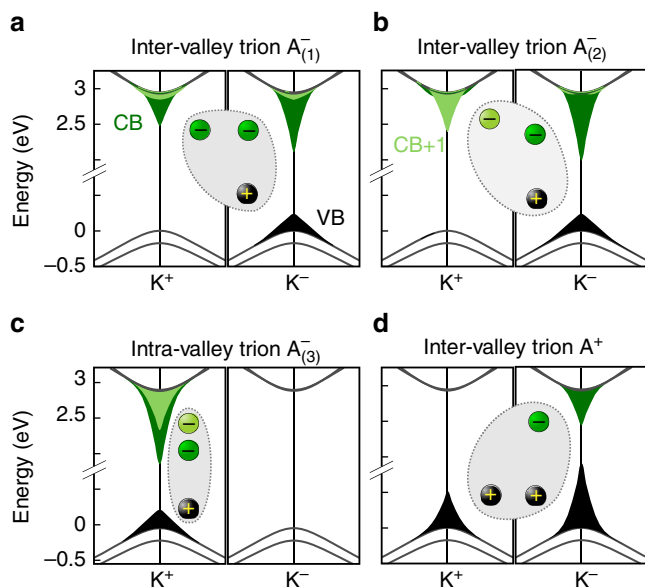 a
Inter-valley trion A⁻₍₁₎
b
Inter-valley trion A⁻₍₂₎
Energy (eV)
3
2.5
0
–0.5
CB
VB
CB+1
− − +
− − +
K⁺ K⁻
K⁺ K⁻
c
Intra-valley trion A⁻₍₃₎
d
Inter-valley trion A⁺
Energy (eV)
3
2.5
0
–0.5
− − +
− + +
K⁺ K⁻
K⁺ K⁻